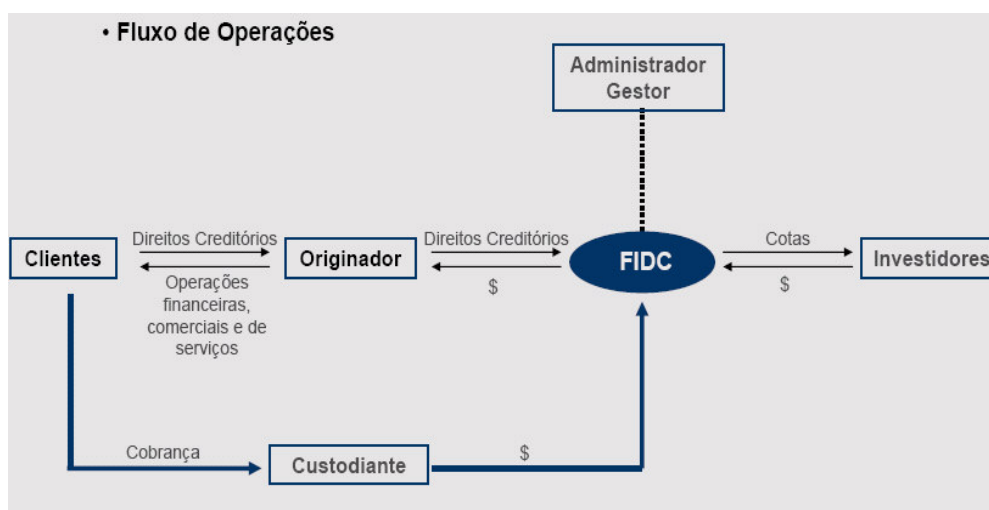 • Fluxo de Operações
Administrador
Gestor
Clientes
Direitos Creditórios
Operações
financeiras,
comerciais e de
serviços
Originador
Direitos Creditórios
$
FIDC
Cotas
$
Investidores
Cobrança
Custodiante
$